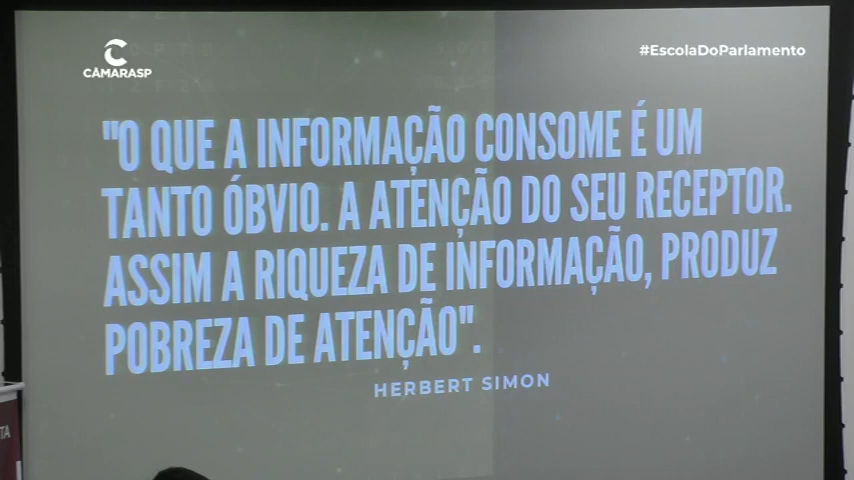 CÂMARASP
#EscolaDoParlamento
"O QUE A INFORMAÇÃO CONSOME É UM
TANTO ÓBVIO. A ATENÇÃO DO SEU RECEPTOR.
ASSIM A RIQUEZA DE INFORMAÇÃO, PRODUZ
POBREZA DE ATENÇÃO".
HERBERT SIMON
TA